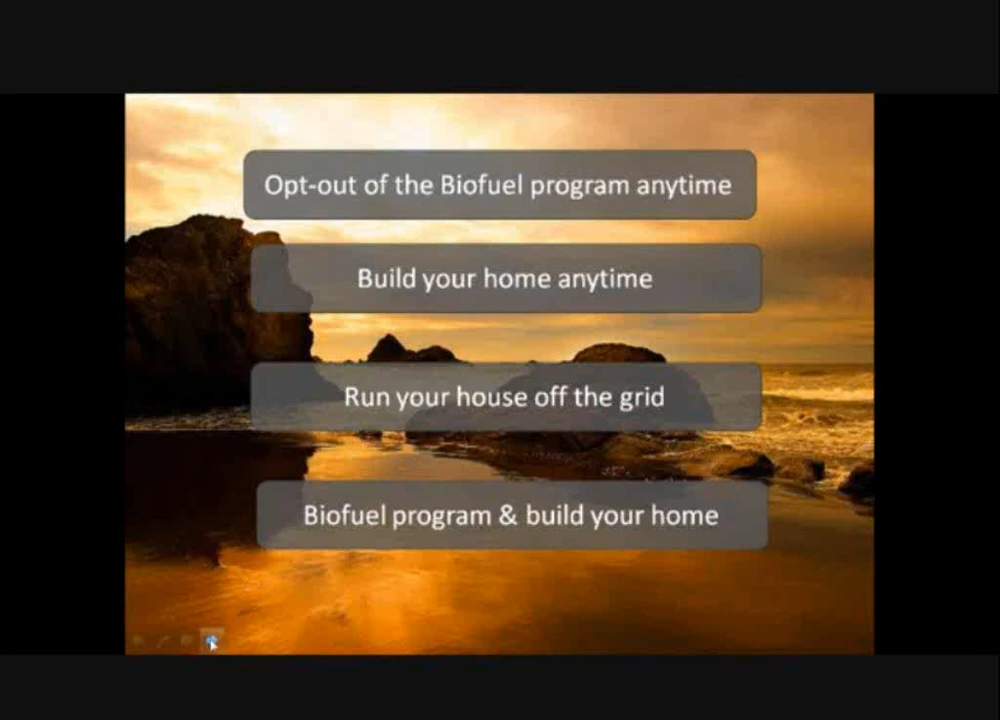 Opt-out of the Biofuel program anytime
Build your home anytime
Run your house off the grid
Biofuel program & build your home